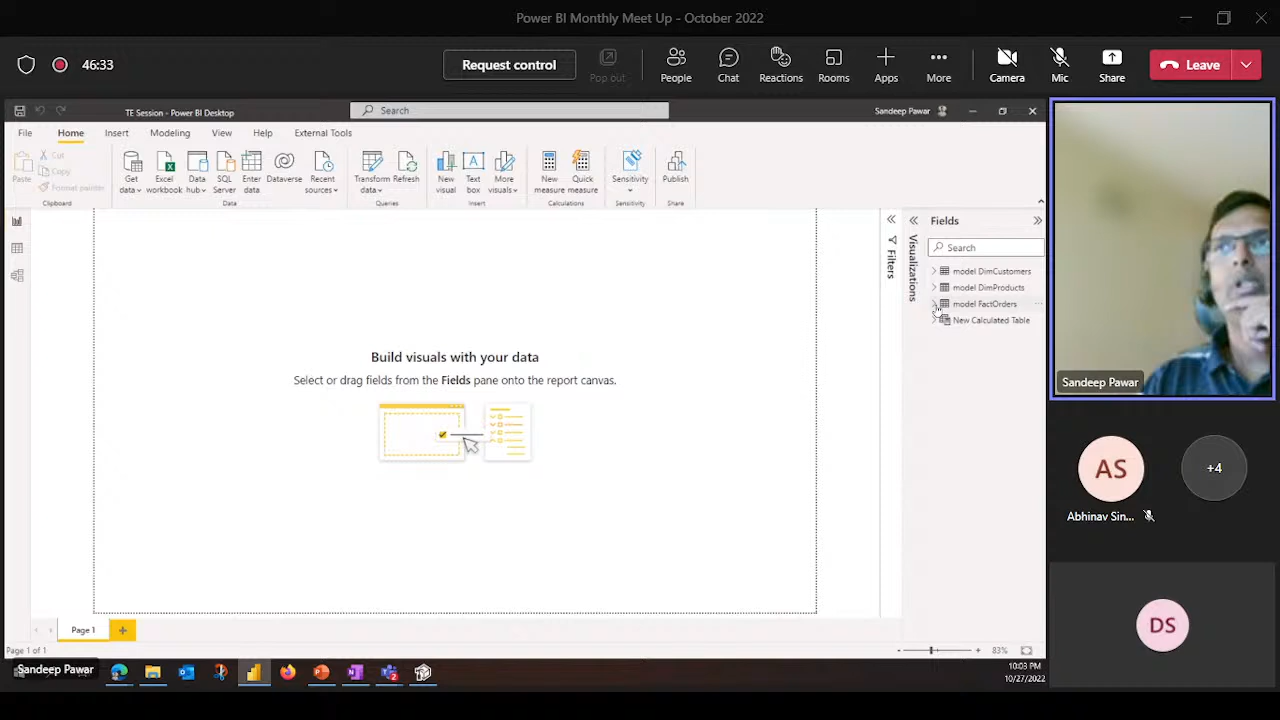 Power BI Monthly Meet Up - October 2022
46:33
Request control
Pop out
People
Chat
Reactions
Rooms
Apps
More
Camera
Mic
Share
Leave
TE Session - Power BI Desktop
Search
Sandeep Pawar
File
Home
Insert
Modeling
View
Help
External Tools
Paste
Cut
Copy
Format painter
Clipboard
Get data
Excel workbook
Data hub
SQL Server
Enter data
Dataverse
Recent sources
Data
Transform data
Refresh
Queries
New visual
Text box
More visuals
Insert
New measure
Quick measure
Calculations
Sensitivity
Sensitivity
Publish
Share
Filters
Visualizations
Fields
Search
model DimCustomers
model DimProducts
model FactOrders
New Calculated Table
Build visuals with your data
Select or drag fields from the Fields pane onto the report canvas.
Sandeep Pawar
AS
+4
Abhinav Sin...
DS
Page 1
Page 1 of 1
83%
Sandeep Pawar
10:03 PM
10/27/2022